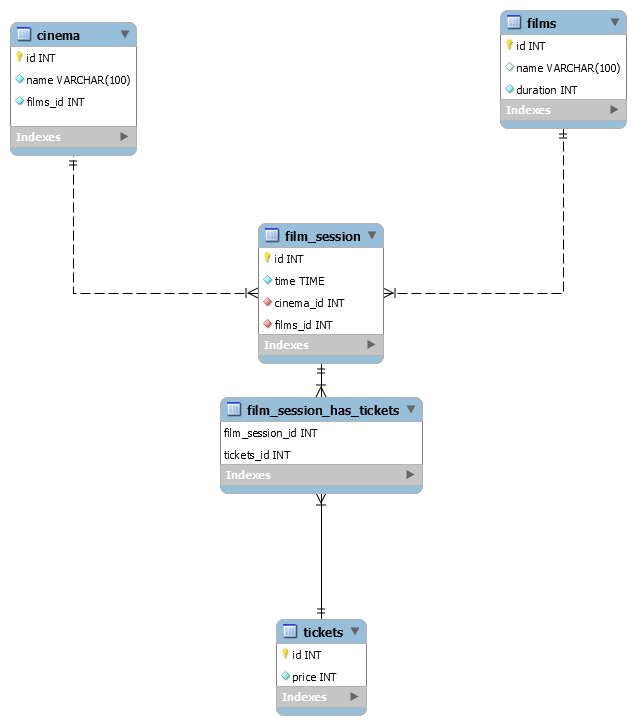 cinema
id INT
name VARCHAR(100)
films_id INT
Indexes
films
id INT
name VARCHAR(100)
duration INT
Indexes
film_session
id INT
time TIME
cinema_id INT
films_id INT
Indexes
film_session_has_tickets
film_session_id INT
tickets_id INT
Indexes
tickets
id INT
price INT
Indexes